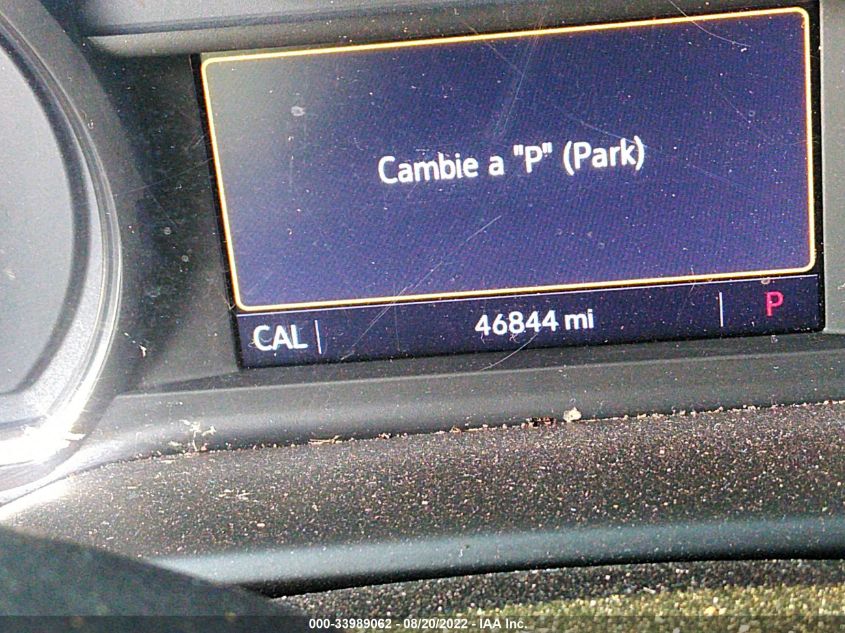 Cambie a "P" (Park)
CAL 46844 mi P
000-33989062 - 08/20/2022 - IAA Inc.